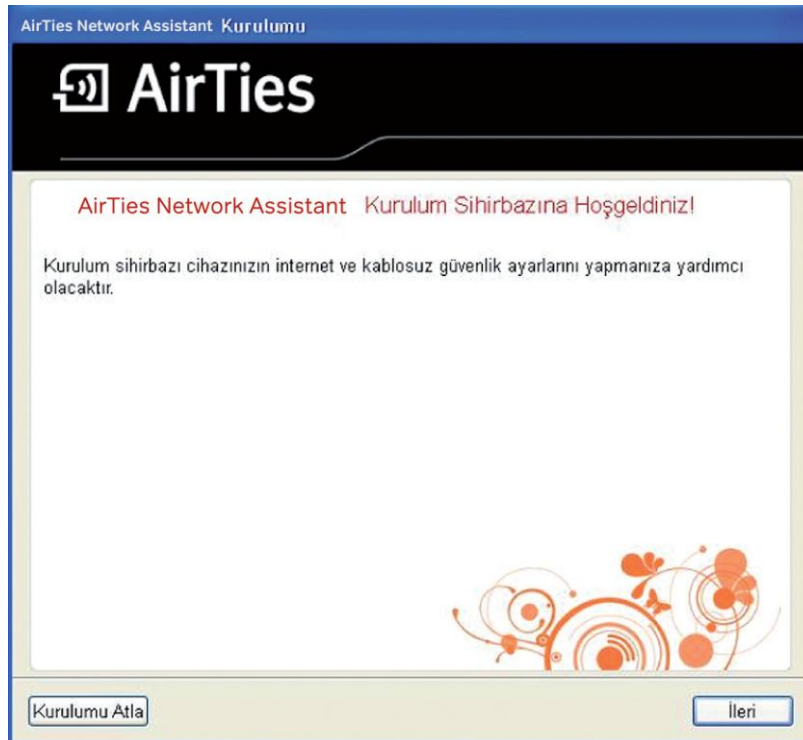 AirTies Network Assistant Kurulumu
AirTies
AirTies Network Assistant Kurulum Sihirbazına Hoşgeldiniz!
Kurulum sihirbazı cihazınızın internet ve kablosuz güvenlik ayarlarını yapmanıza yardımcı
olacaktır.
Kurulumu Atla
İleri